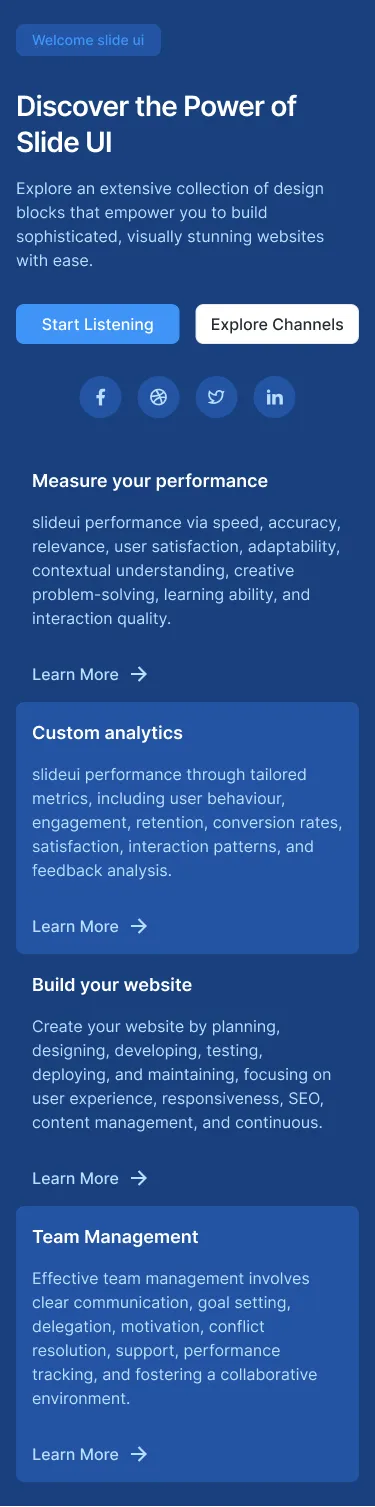 Welcome slide ui
Discover the Power of
Slide UI
Explore an extensive collection of design
blocks that empower you to build
sophisticated, visually stunning websites
with ease.
Start Listening
Explore Channels
Measure your performance
slideui performance via speed, accuracy,
relevance, user satisfaction, adaptability,
contextual understanding, creative
problem-solving, learning ability, and
interaction quality.
Learn More
Custom analytics
slideui performance through tailored
metrics, including user behaviour,
engagement, retention, conversion rates,
satisfaction, interaction patterns, and
feedback analysis.
Learn More
Build your website
Create your website by planning,
designing, developing, testing,
deploying, and maintaining, focusing on
user experience, responsiveness, SEO,
content management, and continuous.
Learn More
Team Management
Effective team management involves
clear communication, goal setting,
delegation, motivation, conflict
resolution, support, performance
tracking, and fostering a collaborative
environment.
Learn More